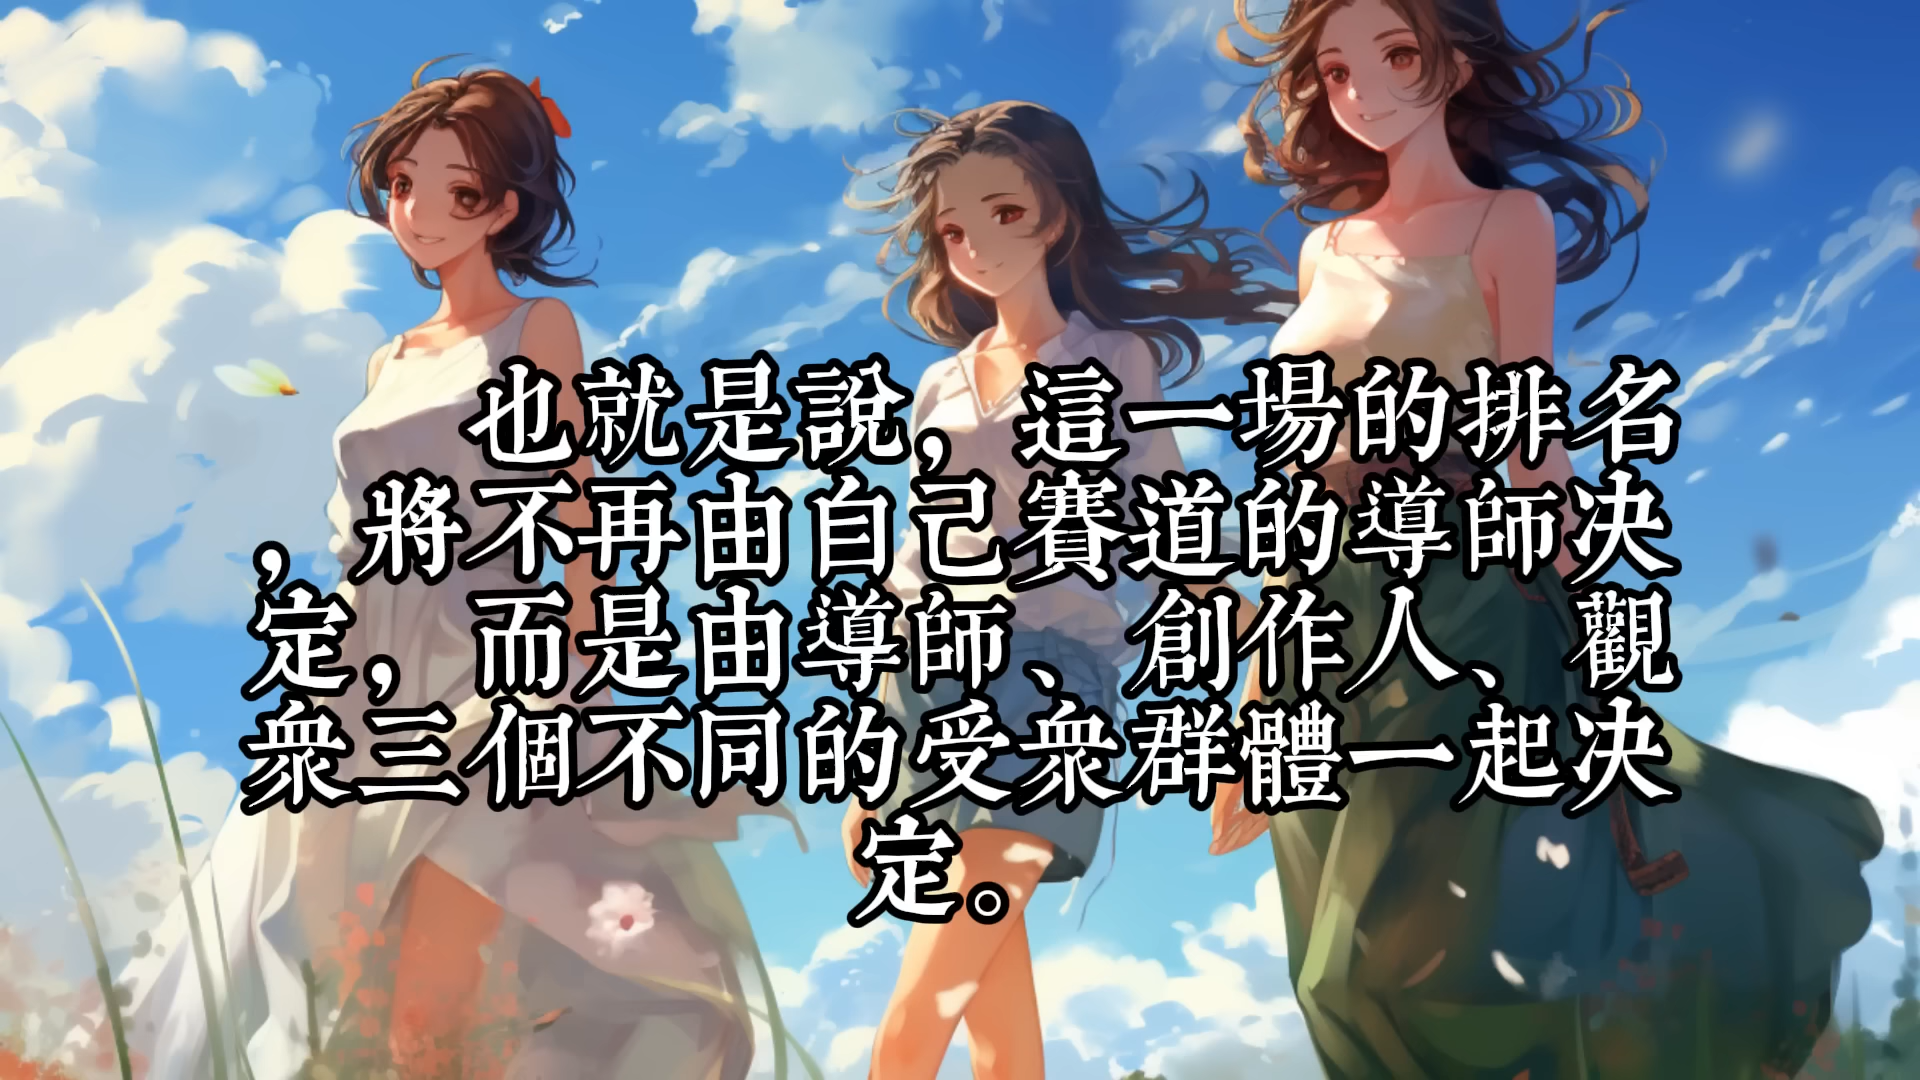 也就是說，這一場的排名
，將不再由自己賽道的導師決
定，而是由導師、創作人、觀
眾三個不同的受眾群體一起決
定。